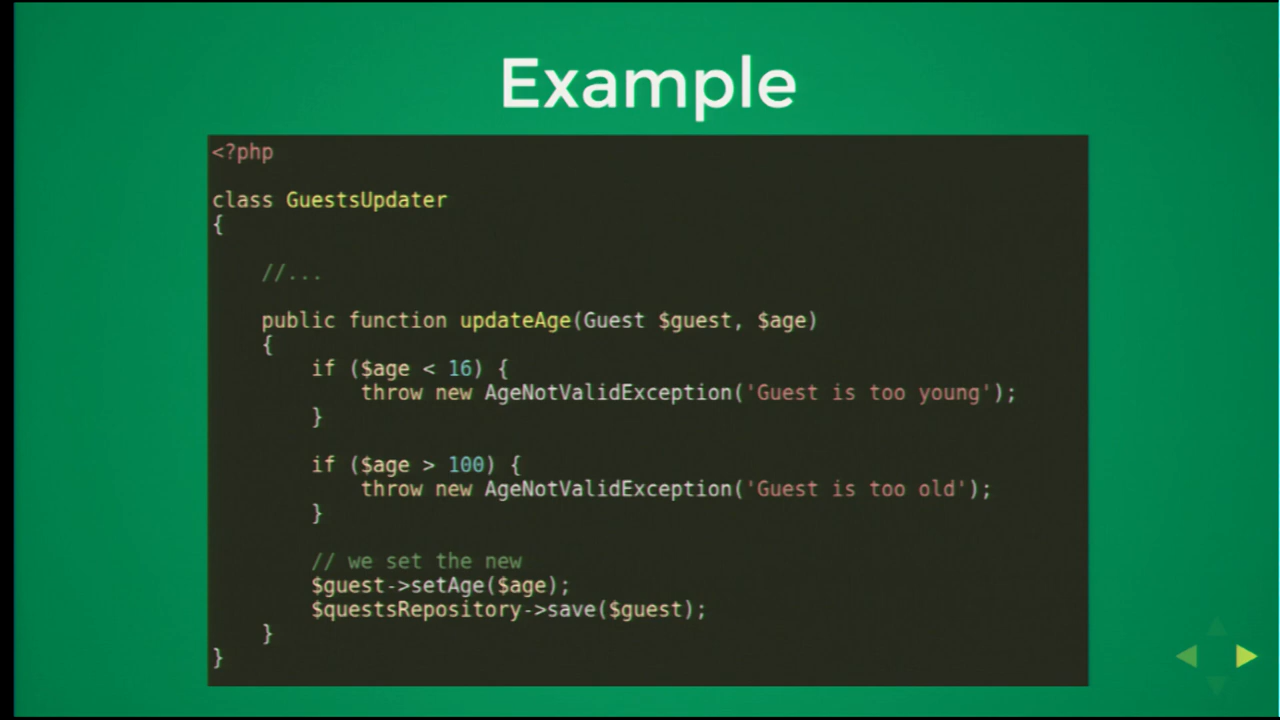 Example
<?php
class GuestsUpdater
{
//...
public function updateAge(Guest $guest, $age)
{
if ($age < 16) {
throw new AgeNotValidException('Guest is too young');
}
if ($age > 100) {
throw new AgeNotValidException('Guest is too old');
}
// we set the new
$guest->setAge($age);
$questsRepository->save($guest);
}
}